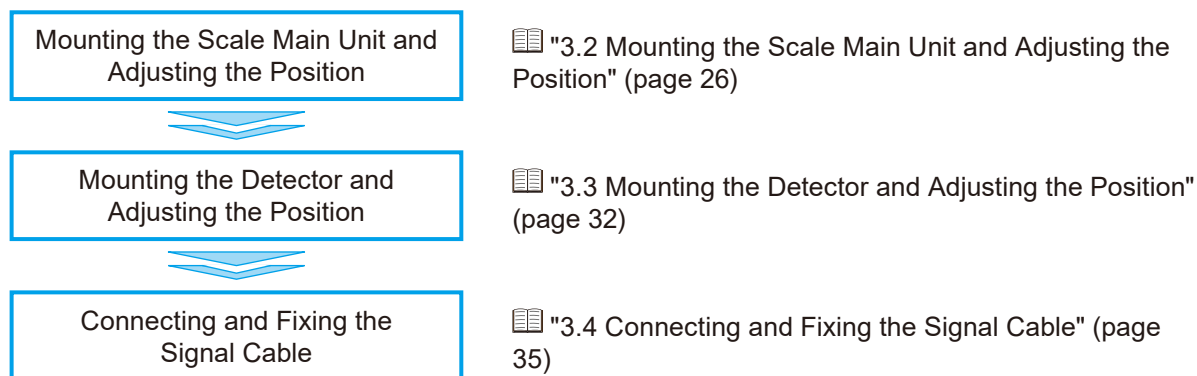 Mounting the Scale Main Unit and
Adjusting the Position
"3.2 Mounting the Scale Main Unit and Adjusting the
Position" (page 26)
Mounting the Detector and
Adjusting the Position
"3.3 Mounting the Detector and Adjusting the Position"
(page 32)
Connecting and Fixing the
Signal Cable
"3.4 Connecting and Fixing the Signal Cable" (page
35)